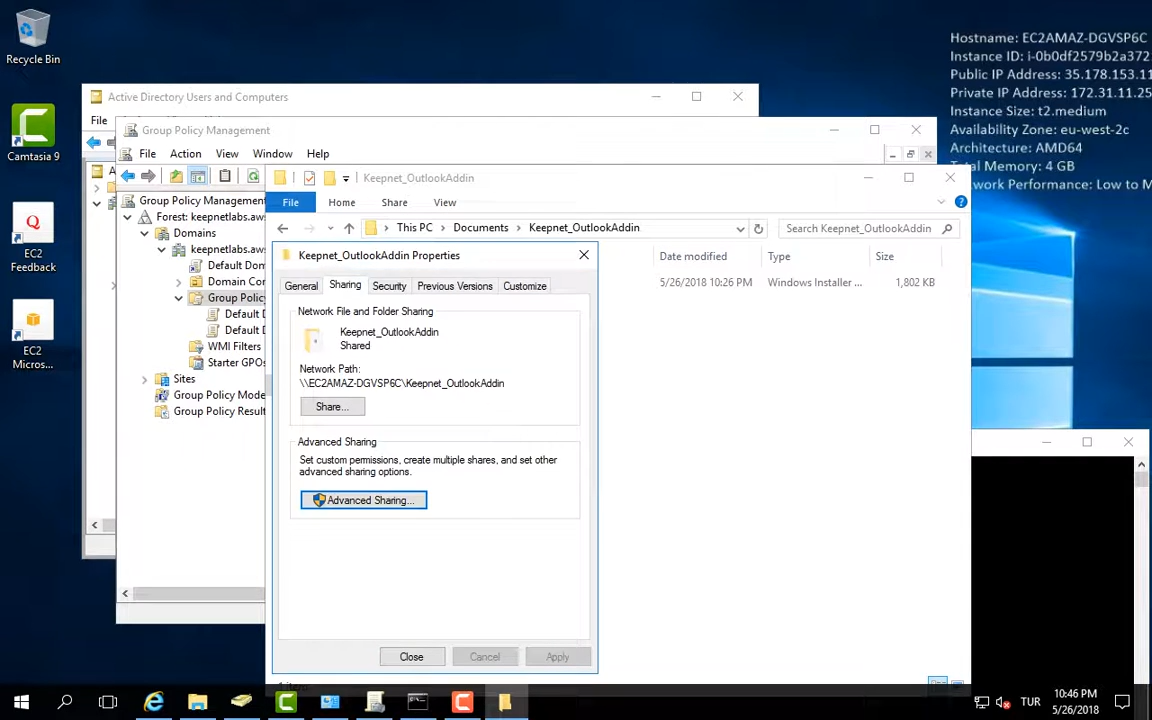 Recycle Bin
Camtasia 9
EC2
Feedback
EC2
Micros...
Hostname: EC2AMAZ-DGVSP6C
Instance ID: i-0b0df2579b2a372
Public IP Address: 35.178.153.11
Private IP Address: 172.31.11.25
Instance Size: t2.medium
Availability Zone: eu-west-2c
Architecture: AMD64
Total Memory: 4 GB
Network Performance: Low to M
Active Directory Users and Computers
File
Group Policy Management
File Action View Window Help
Group Policy Management
Forest: keepnetlabs.aws
Domains
keepnetlabs.aws
Default Don
Domain Cor
Group Policy
Default D
Default D
WMI Filters
Starter GPOs
Sites
Group Policy Mode
Group Policy Result
Keepnet_OutlookAddin
File Home Share View
This PC Documents Keepnet_OutlookAddin
Search Keepnet_OutlookAddin
Date modified Type Size
5/26/2018 10:26 PM Windows Installer ... 1,802 KB
Keepnet_OutlookAddin Properties
General Sharing Security Previous Versions Customize
Network File and Folder Sharing
Keepnet_OutlookAddin
Shared
Network Path:
\\EC2AMAZ-DGVSP6C\Keepnet_OutlookAddin
Share...
Advanced Sharing
Set custom permissions, create multiple shares, and set other
advanced sharing options.
Advanced Sharing...
Close Cancel Apply
TUR
10:46 PM
5/26/2018